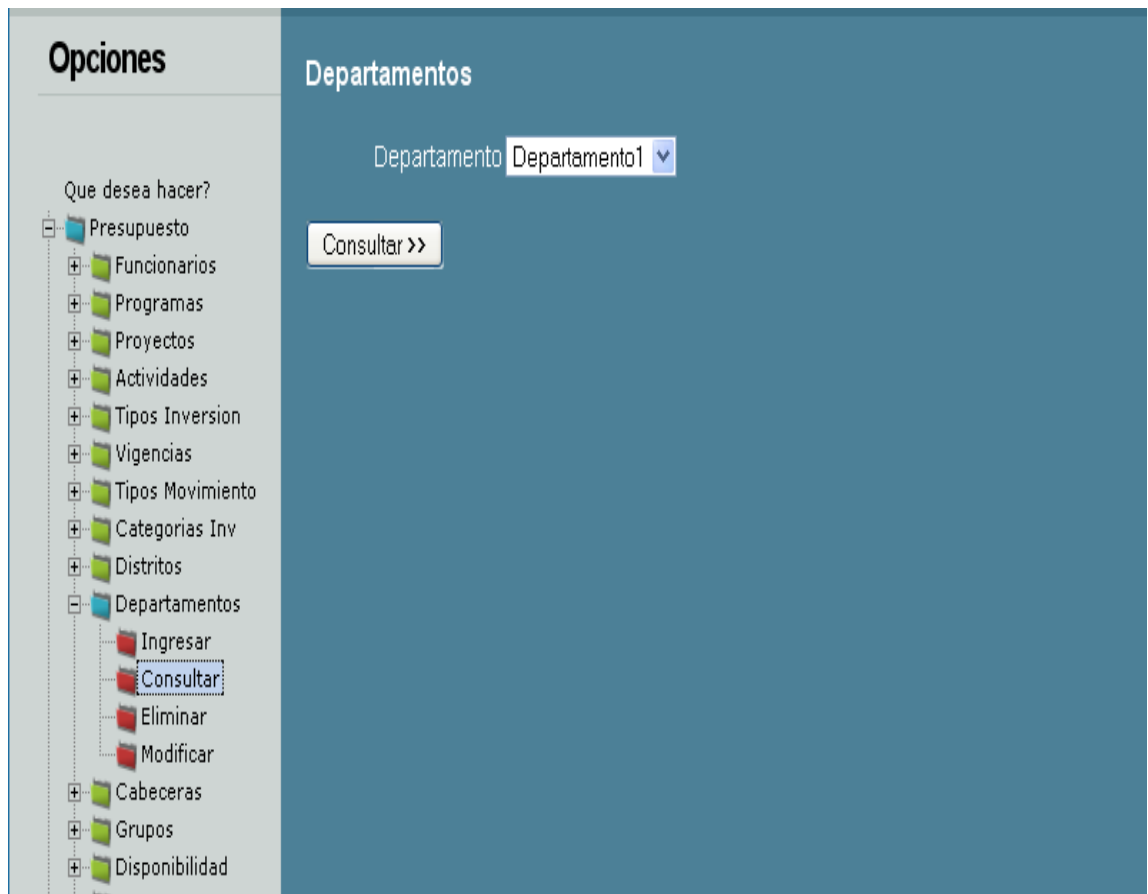 Opciones
Que desea hacer?
Presupuesto
Funcionarios
Programas
Proyectos
Actividades
Tipos Inversion
Vigencias
Tipos Movimiento
Categorias Inv
Distritos
Departamentos
Ingresar
Consultar
Eliminar
Modificar
Cabeceras
Grupos
Disponibilidad
Departamentos
Departamento Departamento1
Consultar >>